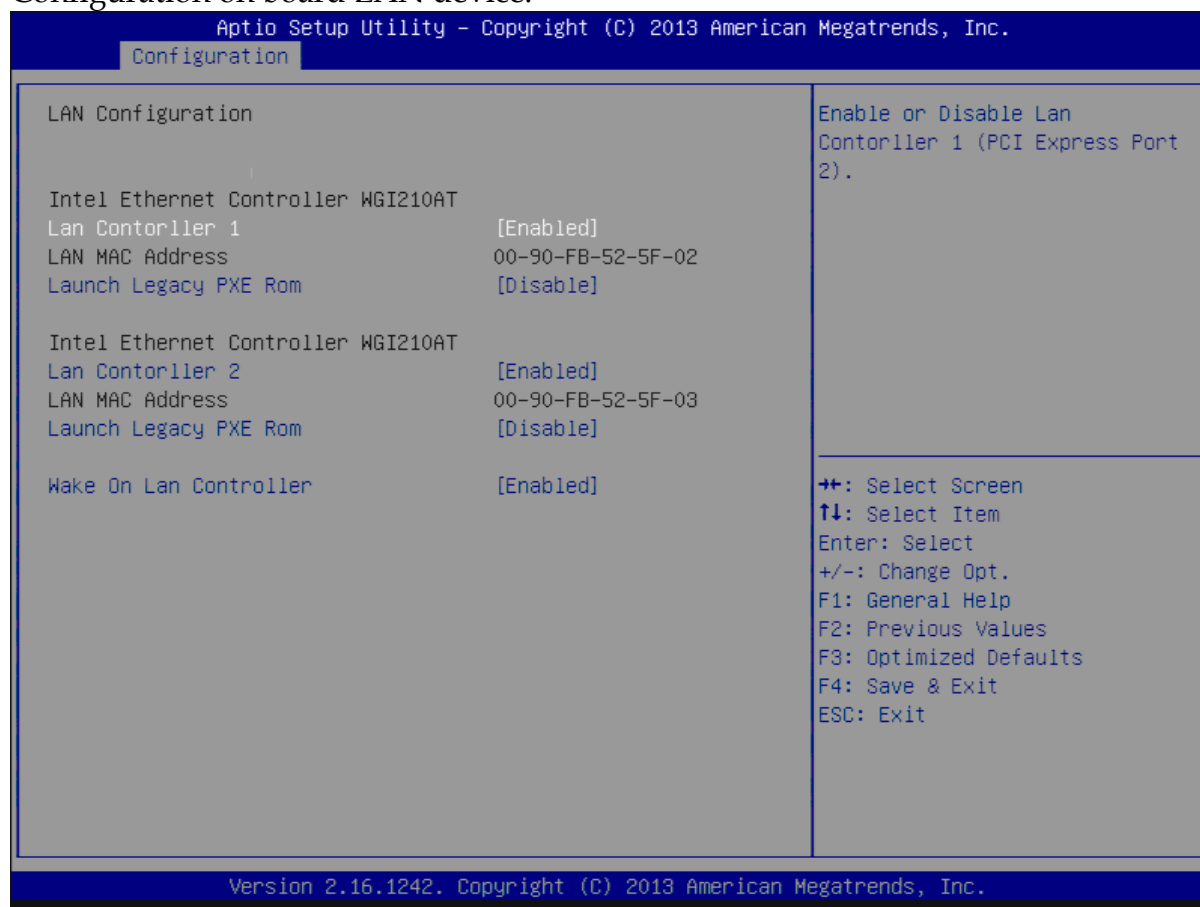 Configuration on board LAN device.
Aptio Setup Utility – Copyright (C) 2013 American Megatrends, Inc.
Configuration
LAN Configuration
Intel Ethernet Controller WGI210AT
Lan Contorller 1 [Enabled]
LAN MAC Address 00-90-FB-52-5F-02
Launch Legacy PXE Rom [Disable]
Intel Ethernet Controller WGI210AT
Lan Contorller 2 [Enabled]
LAN MAC Address 00-90-FB-52-5F-03
Launch Legacy PXE Rom [Disable]
Wake On Lan Controller [Enabled]
Enable or Disable Lan
Contorller 1 (PCI Express Port
2).
→←: Select Screen
↑↓: Select Item
Enter: Select
+/-: Change Opt.
F1: General Help
F2: Previous Values
F3: Optimized Defaults
F4: Save & Exit
ESC: Exit
Version 2.16.1242. Copyright (C) 2013 American Megatrends, Inc.